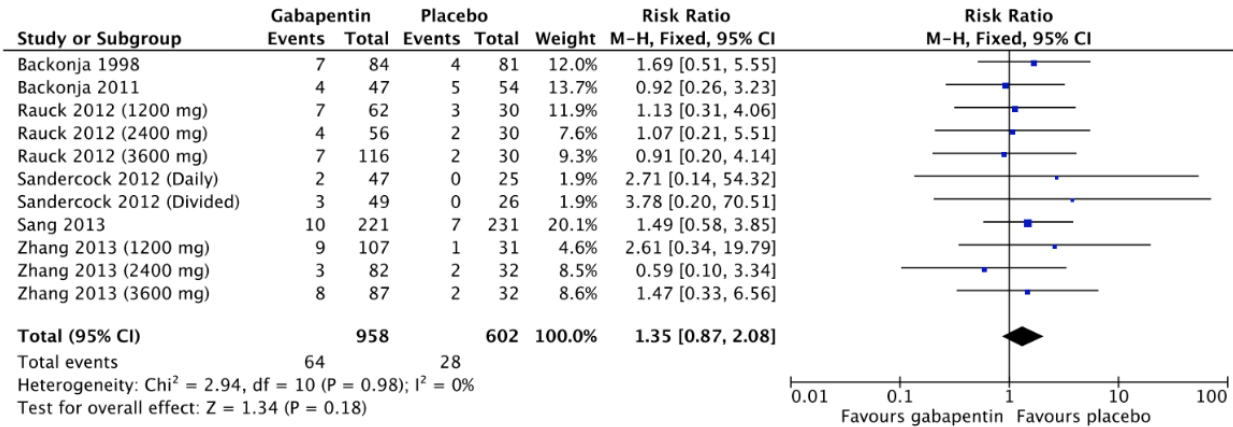 Gabapentin Placebo Risk Ratio Risk Ratio
Study or Subgroup Events Total Events Total Weight M-H, Fixed, 95% CI M-H, Fixed, 95% CI
Backonja 1998 7 84 4 81 12.0% 1.69 [0.51, 5.55]
Backonja 2011 4 47 5 54 13.7% 0.92 [0.26, 3.23]
Rauck 2012 (1200 mg) 7 62 3 30 11.9% 1.13 [0.31, 4.06]
Rauck 2012 (2400 mg) 4 56 2 30 7.6% 1.07 [0.21, 5.51]
Rauck 2012 (3600 mg) 7 116 2 30 9.3% 0.91 [0.20, 4.14]
Sandercock 2012 (Daily) 2 47 0 25 1.9% 2.71 [0.14, 54.32]
Sandercock 2012 (Divided) 3 49 0 26 1.9% 3.78 [0.20, 70.51]
Sang 2013 10 221 7 231 20.1% 1.49 [0.58, 3.85]
Zhang 2013 (1200 mg) 9 107 1 31 4.6% 2.61 [0.34, 19.79]
Zhang 2013 (2400 mg) 3 82 2 32 8.5% 0.59 [0.10, 3.34]
Zhang 2013 (3600 mg) 8 87 2 32 8.6% 1.47 [0.33, 6.56]
Total (95% CI) 958 602 100.0% 1.35 [0.87, 2.08]
Total events 64 28
Heterogeneity: Chi² = 2.94, df = 10 (P = 0.98); I² = 0%
Test for overall effect: Z = 1.34 (P = 0.18)
0.01 0.1 1 10 100
Favours gabapentin Favours placebo